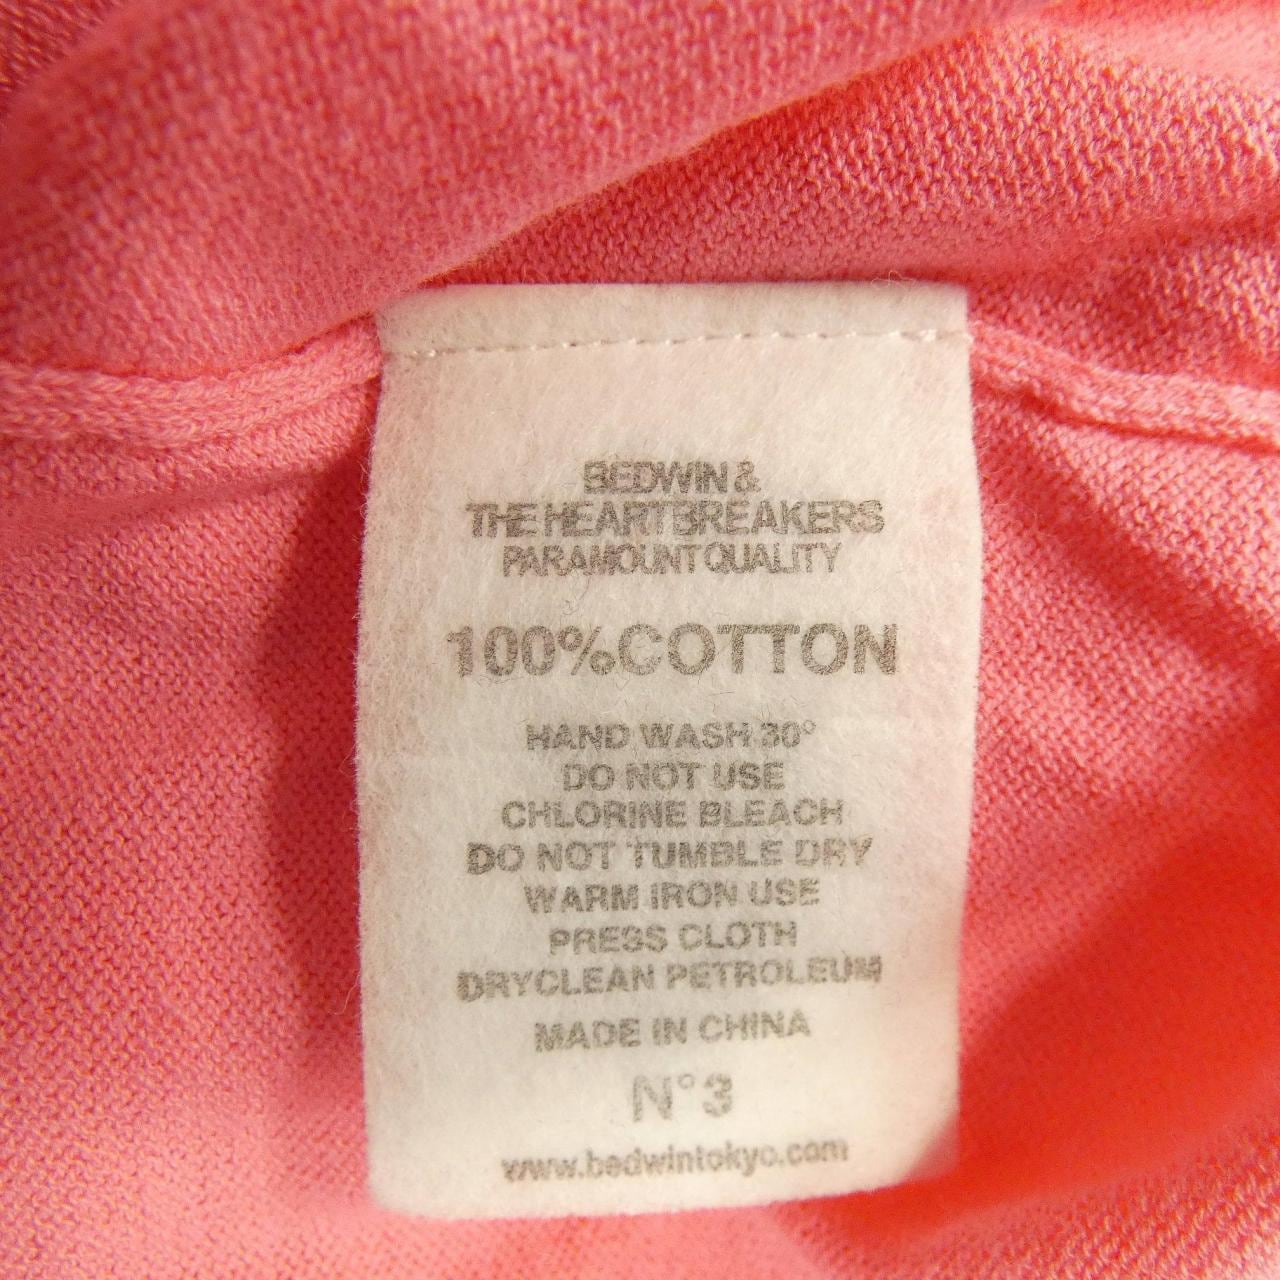 BEDWIN &
THE HEARTBREAKERS
PARAMOUNT QUALITY
100%COTTON
HAND WASH 30°
DO NOT USE
CHLORINE BLEACH
DO NOT TUMBLE DRY
WARM IRON USE
PRESS CLOTH
DRYCLEAN PETROLEUM
MADE IN CHINA
N°3
www.bedwintokyo.com